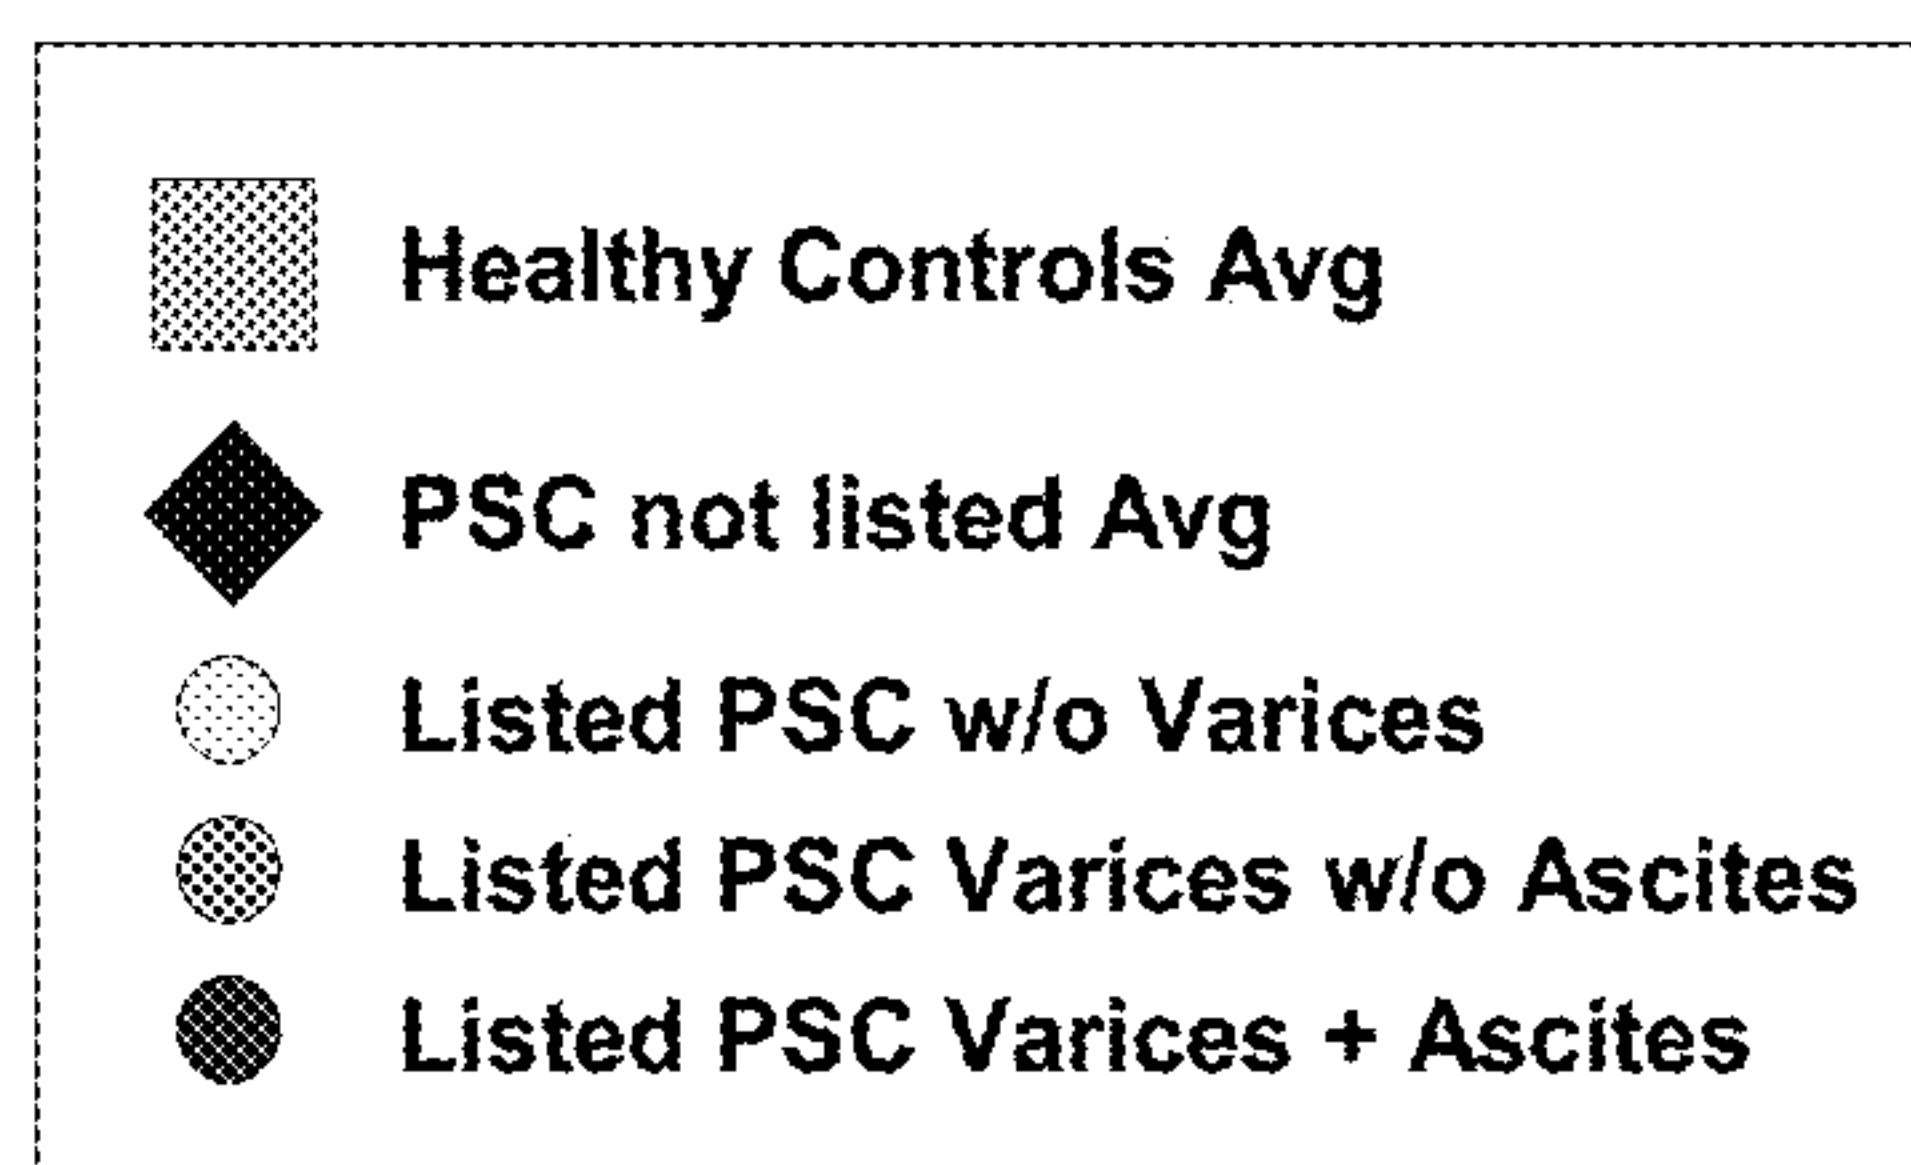 Healthy Controls Avg
PSC not listed Avg
Listed PSC w/o Varices
Listed PSC Varices w/o Ascites
Listed PSC Varices + Ascites